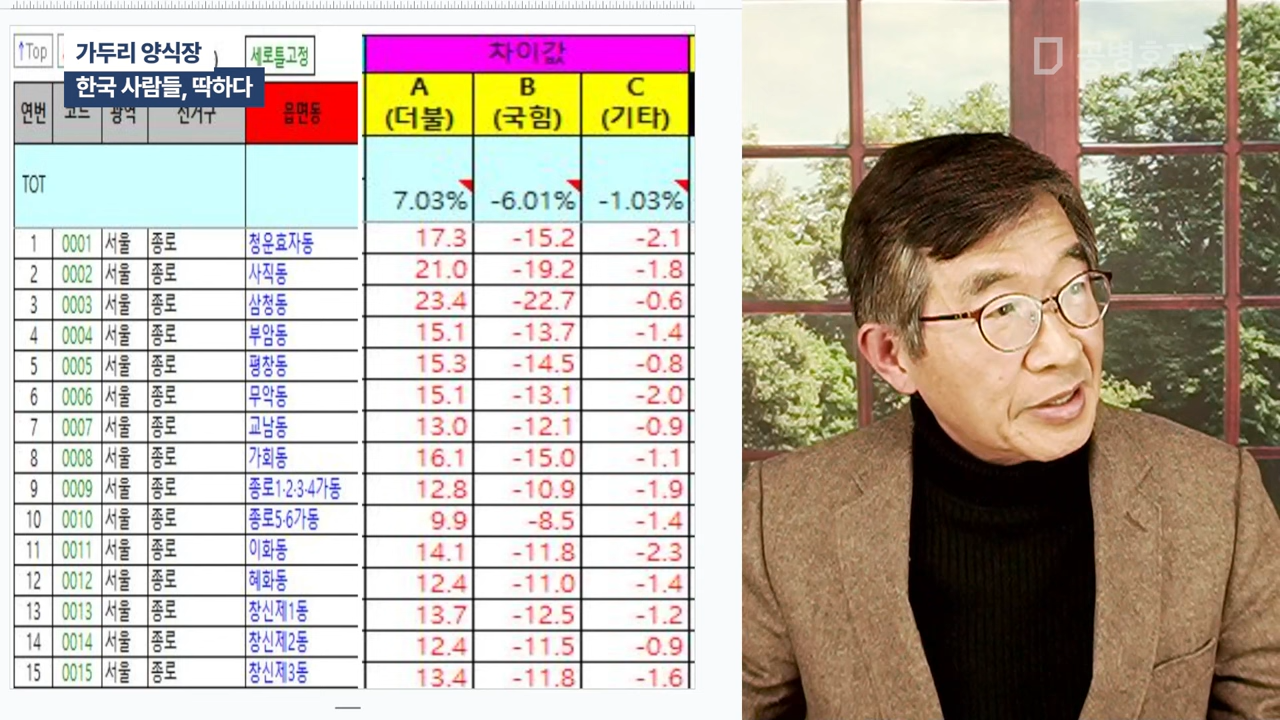 ↑Top
가두리 양식장
)
세로틀고정
한국 사람들, 딱하다
연번 코드 광역 선거구 읍면동
차이값
A B C
(더불) (국힘) (기타)
TOT 7.03% -6.01% -1.03%
1 0001 서울 종로 청운효자동 17.3 -15.2 -2.1
2 0002 서울 종로 사직동 21.0 -19.2 -1.8
3 0003 서울 종로 삼청동 23.4 -22.7 -0.6
4 0004 서울 종로 부암동 15.1 -13.7 -1.4
5 0005 서울 종로 평창동 15.3 -14.5 -0.8
6 0006 서울 종로 무악동 15.1 -13.1 -2.0
7 0007 서울 종로 교남동 13.0 -12.1 -0.9
8 0008 서울 종로 가회동 16.1 -15.0 -1.1
9 0009 서울 종로 종로1·2·3·4가동 12.8 -10.9 -1.9
10 0010 서울 종로 종로5·6가동 9.9 -8.5 -1.4
11 0011 서울 종로 이화동 14.1 -11.8 -2.3
12 0012 서울 종로 혜화동 12.4 -11.0 -1.4
13 0013 서울 종로 창신제1동 13.7 -12.5 -1.2
14 0014 서울 종로 창신제2동 12.4 -11.5 -0.9
15 0015 서울 종로 창신제3동 13.4 -11.8 -1.6
공병호TV